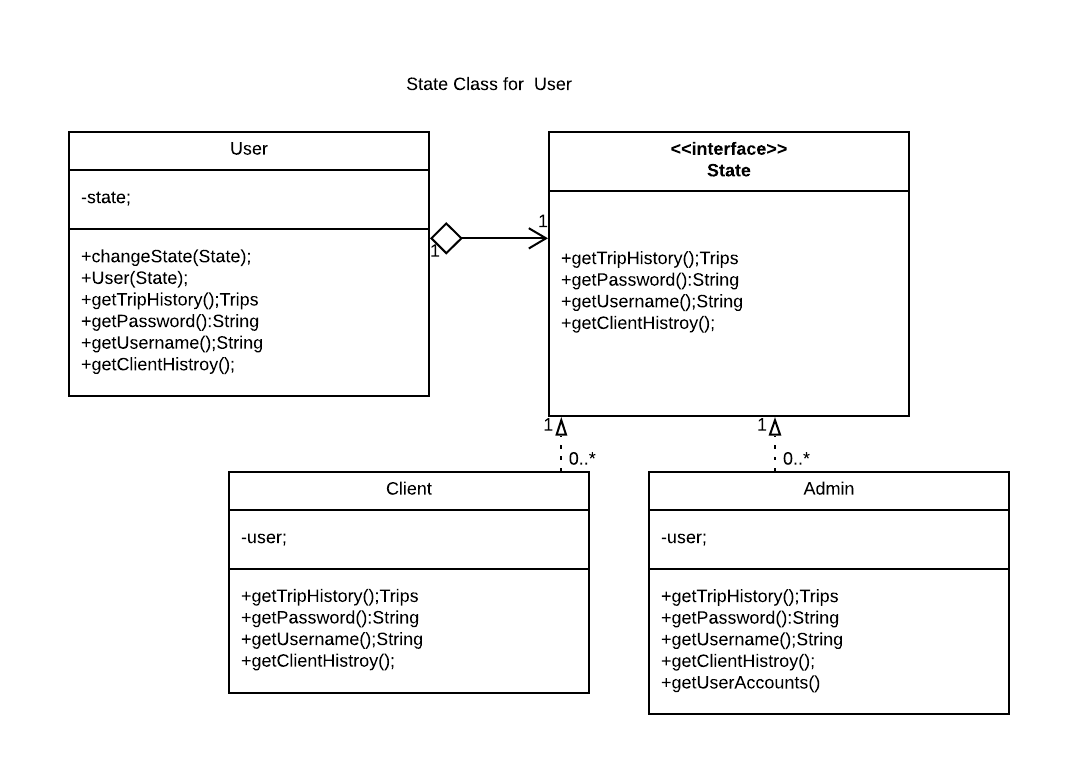 State Class for  User
User
-state;
+changeState(State);
+User(State);
+getTripHistory();Trips
+getPassword():String
+getUsername();String
+getClientHistroy();
1
1
<<interface>>
State
+getTripHistory();Trips
+getPassword():String
+getUsername();String
+getClientHistroy();
1
0..*
1
0..*
Client
-user;
+getTripHistory();Trips
+getPassword():String
+getUsername();String
+getClientHistroy();
Admin
-user;
+getTripHistory();Trips
+getPassword():String
+getUsername();String
+getClientHistroy();
+getUserAccounts()